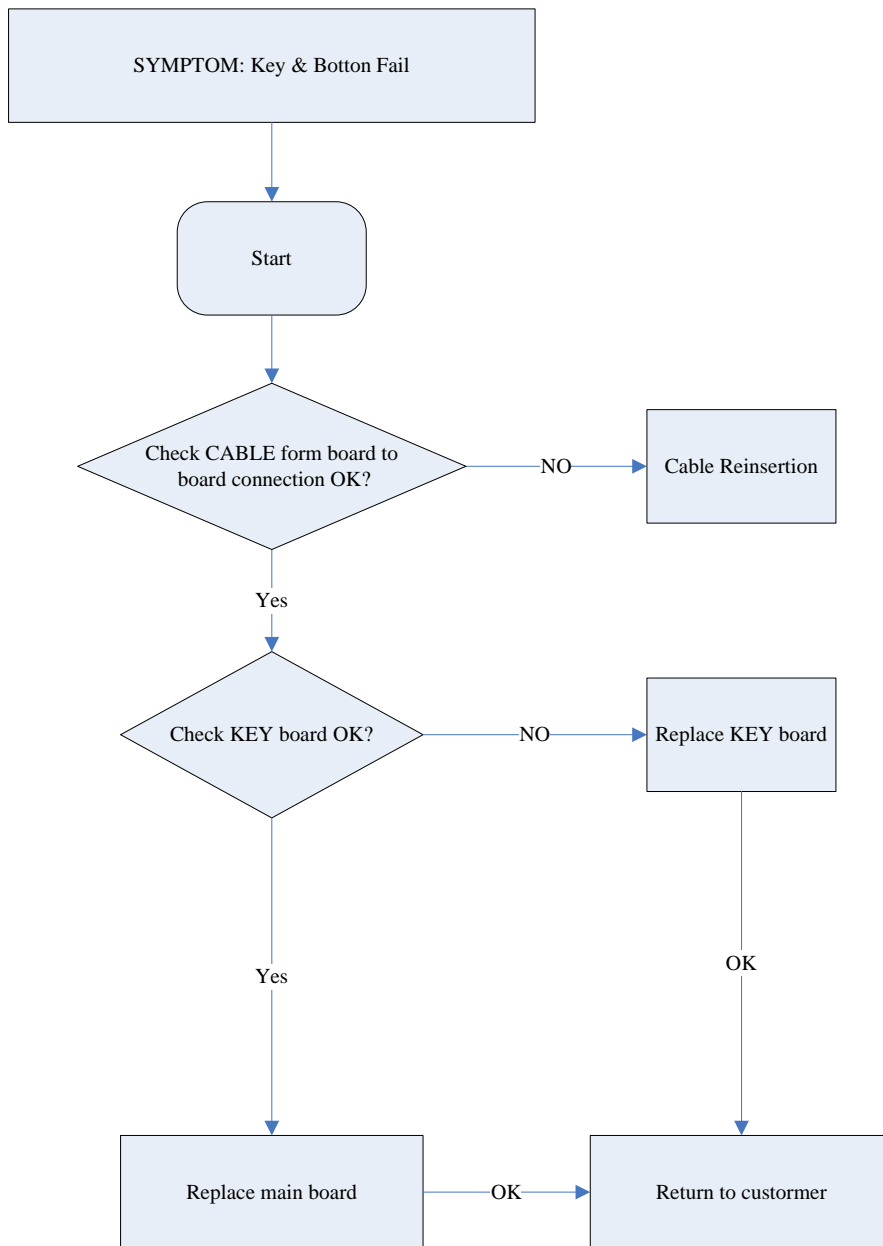 SYMPTOM: Key & Botton Fail
Start
Check CABLE form board to
board connection OK?
NO
Cable Reinsertion
Yes
Check KEY board OK?
NO
Replace KEY board
Yes
OK
Replace main board
OK
Return to custormer